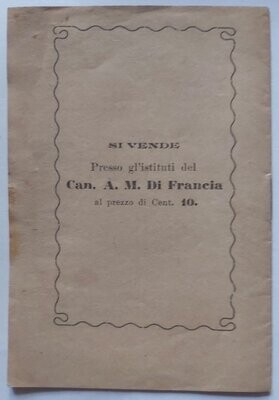 SI VENDE
Presso gl'istituti del
Can. A. M. Di Francia
al prezzo di Cent. 10.